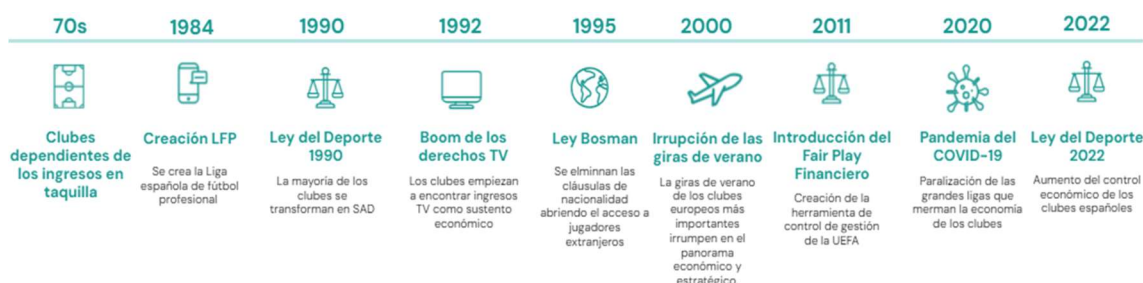 70s
1984
1990
1992
1995
2000
2011
2020
2022
Clubes
dependientes de
los ingresos en
taquilla
Creación LFP
Se crea la Liga
española de fútbol
profesional
Ley del Deporte
1990
La mayoría de los
clubes se
transforman en SAD
Boom de los
derechos TV
Los clubes empiezan
a encontrar ingresos
TV como sustento
económico
Ley Bosman
Se elminnan las
cláusulas de
nacionalidad
abriendo el acceso a
jugadores
extranjeros
Irrupción de las
giras de verano
La giras de verano
de los clubes
europeos más
importantes
irrumpen en el
panorama
económico y
estratégico
Introducción del
Fair Play
Financiero
Creación de la
herramienta de
control de gestión
de la UEFA
Pandemia del
COVID-19
Paralización de las
grandes ligas que
merman la economía
de los clubes
Ley del Deporte
2022
Aumento del control
económico de los
clubes españoles